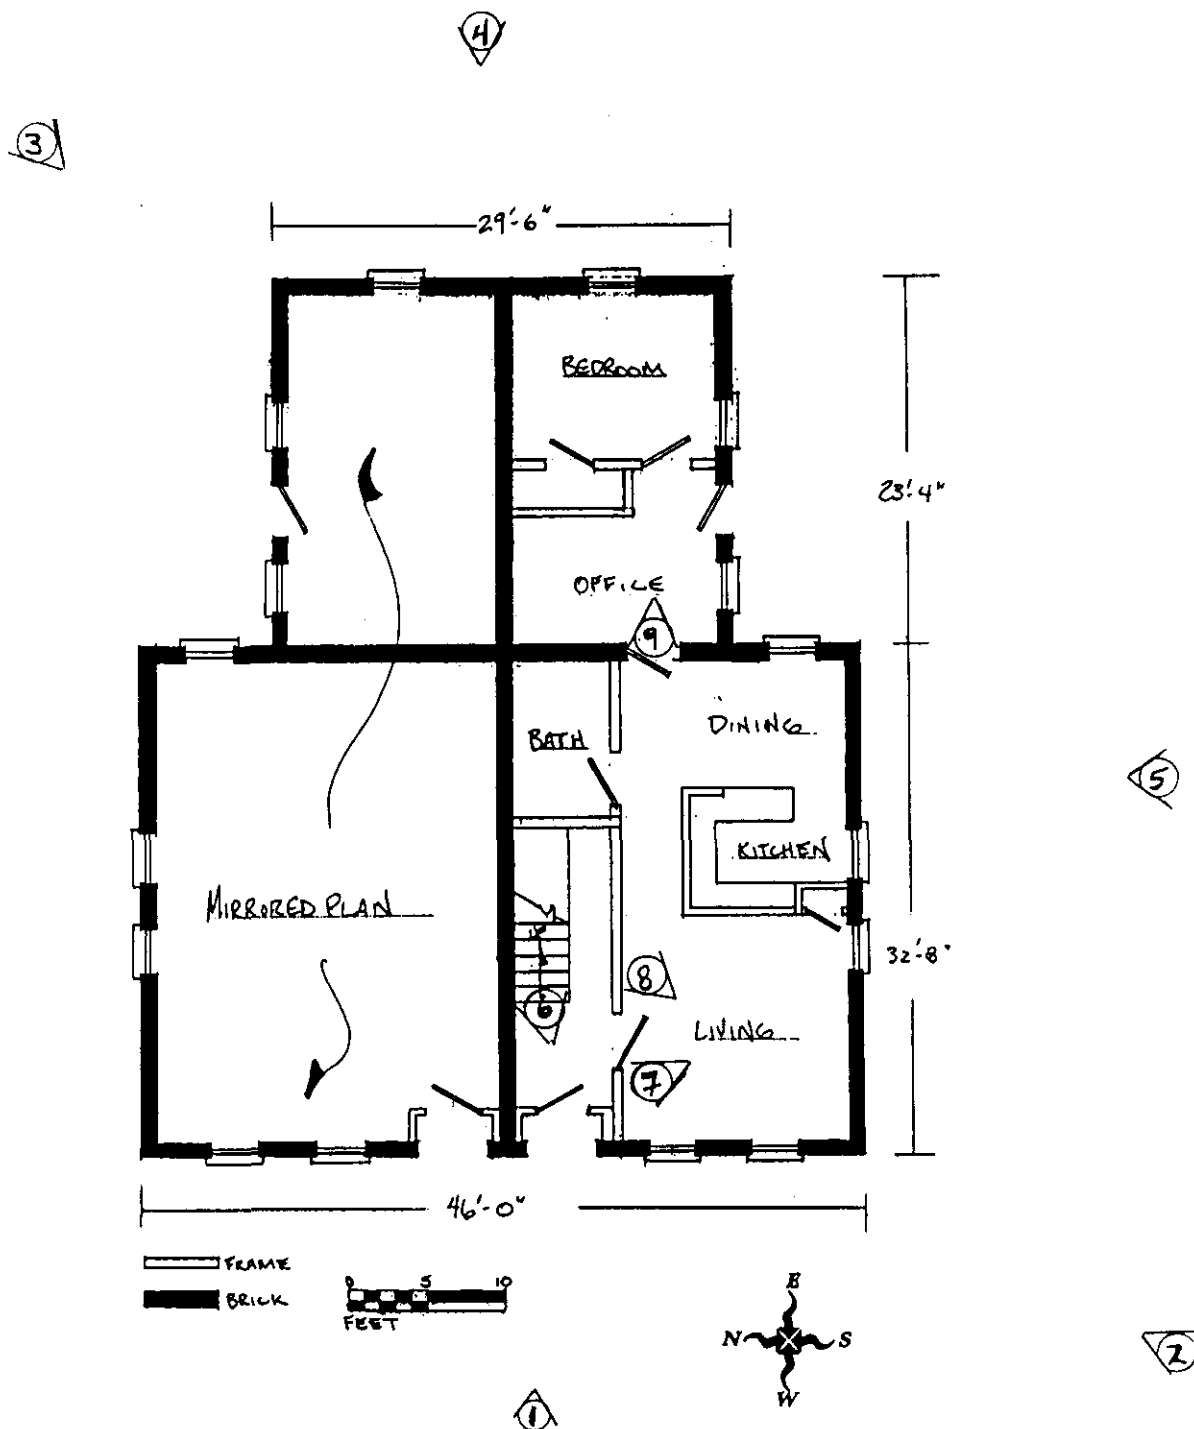 4
3
29'-6"
BEDROOM
23'-4"
OFFICE
9
DINING
BATH
5
KITCHEN
MIRRORED PLAN
32'-8"
8
6
LIVING
7
46'-0"
FRAME
BRICK
0 5 10
FEET
E
N S
W
2
1